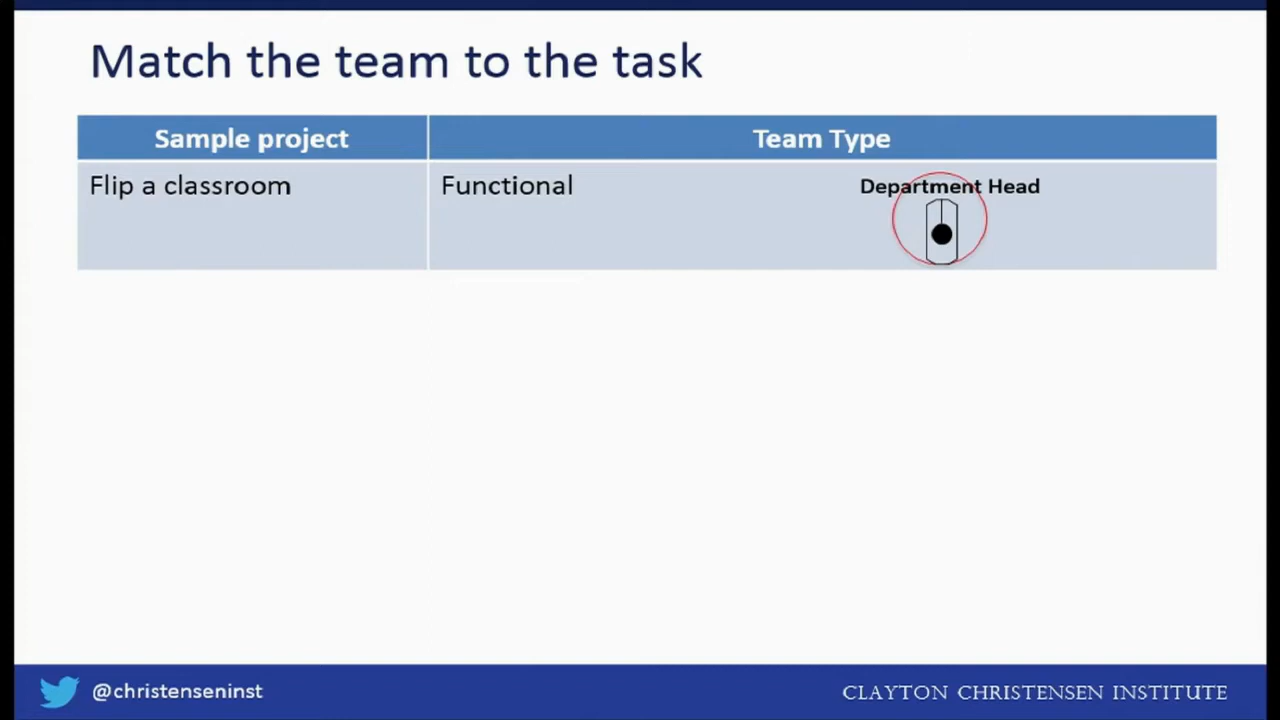 Match the team to the task
Sample project
Team Type
Flip a classroom
Functional
Department Head
@christenseninst
CLAYTON CHRISTENSEN INSTITUTE